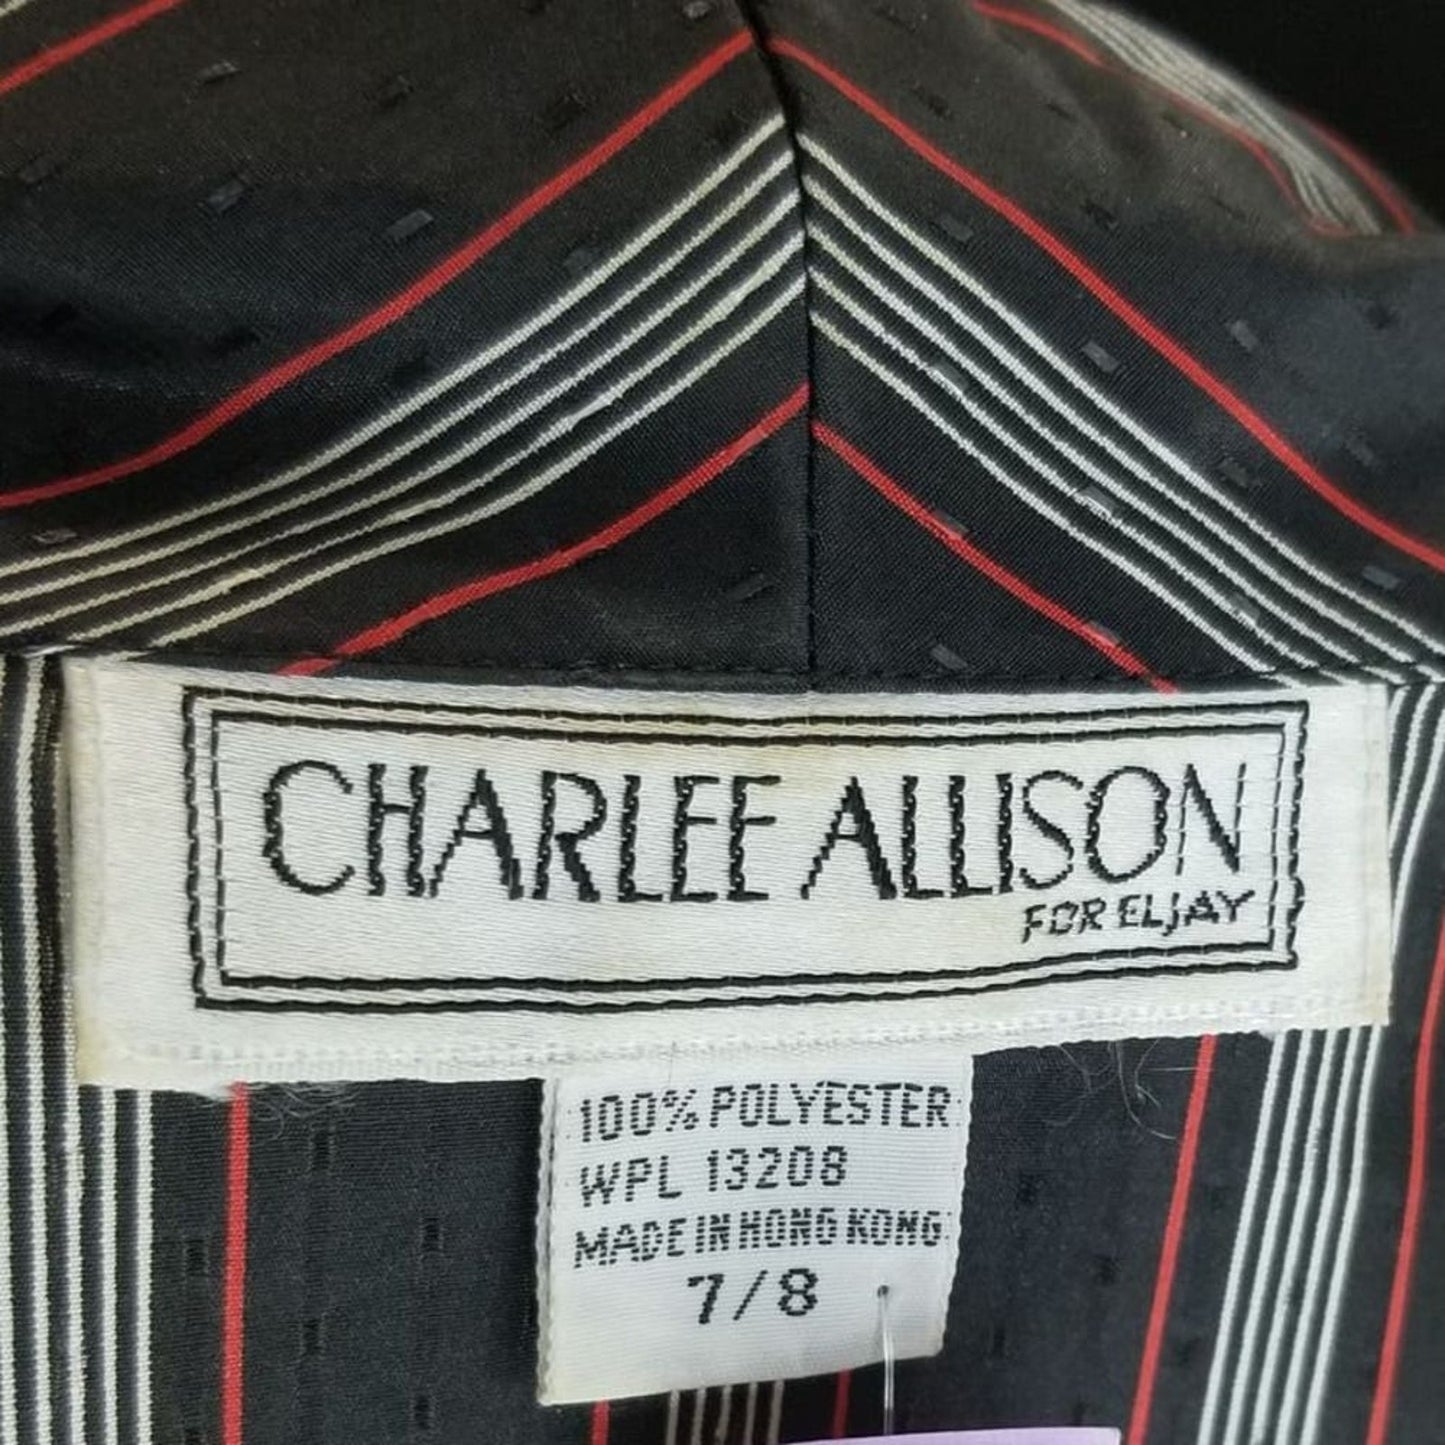 CHARLEE ALLISON
FOR ELJAY
100% POLYESTER
WPL 13208
MADE IN HONG KONG
7/8